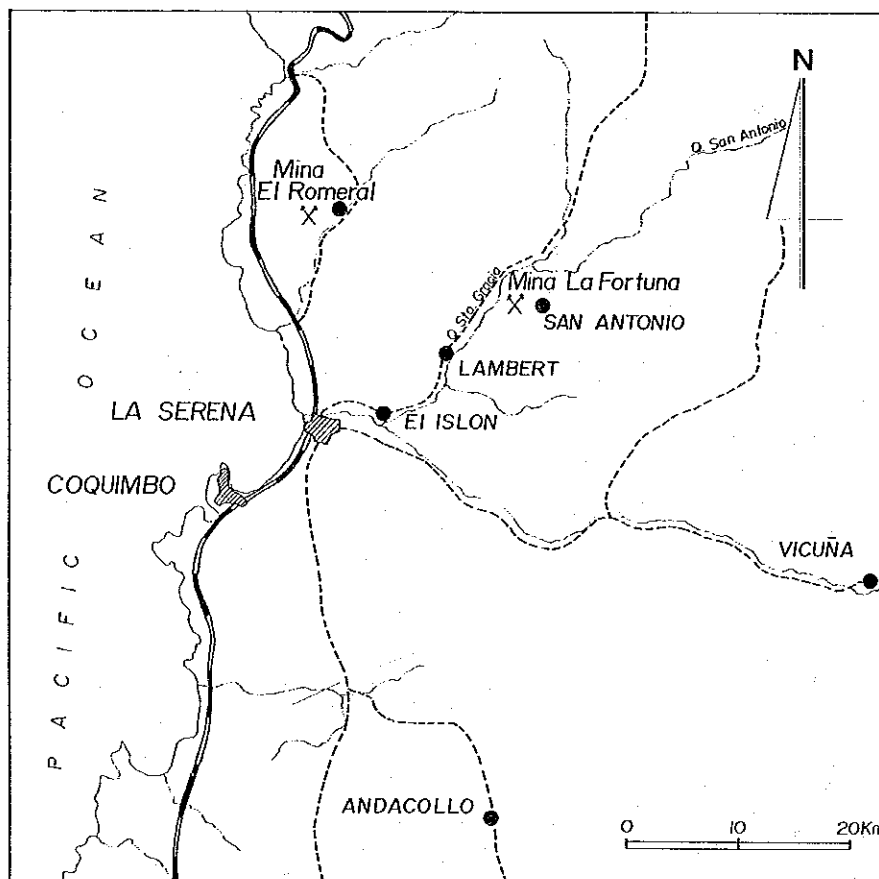 N
Q. San Antonio
Mina
El Romeral
OCEAN
Q. Sta. Gracia
Mina La Fortuna
SAN ANTONIO
LAMBERT
LA SERENA
El ISLON
COQUIMBO
VICUÑA
PACIFIC
ANDACOLLO
0 10 20Km